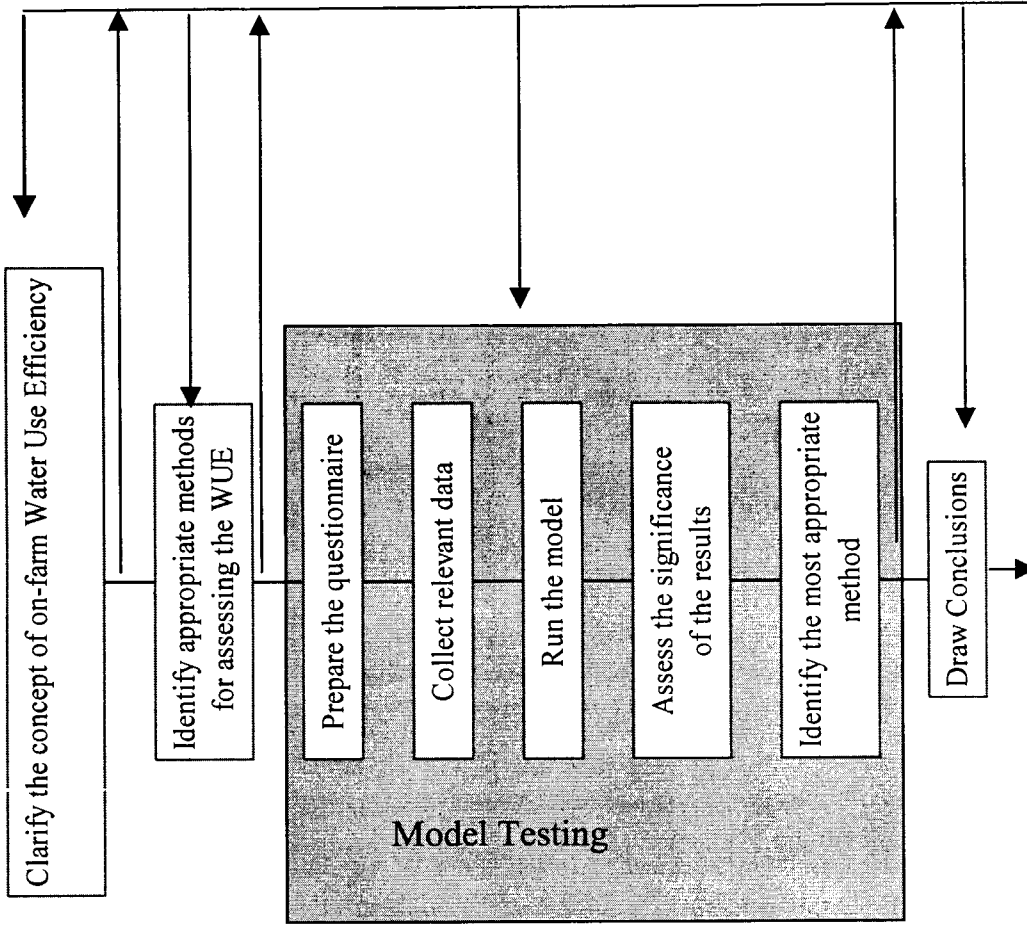 Clarify the concept of on-farm Water Use Efficiency
Identify appropriate methods
for assessing the WUE
Model Testing
Prepare the questionnaire
Collect relevant data
Run the model
Assess the significance
of the results
Identify the most appropriate
method
Draw Conclusions